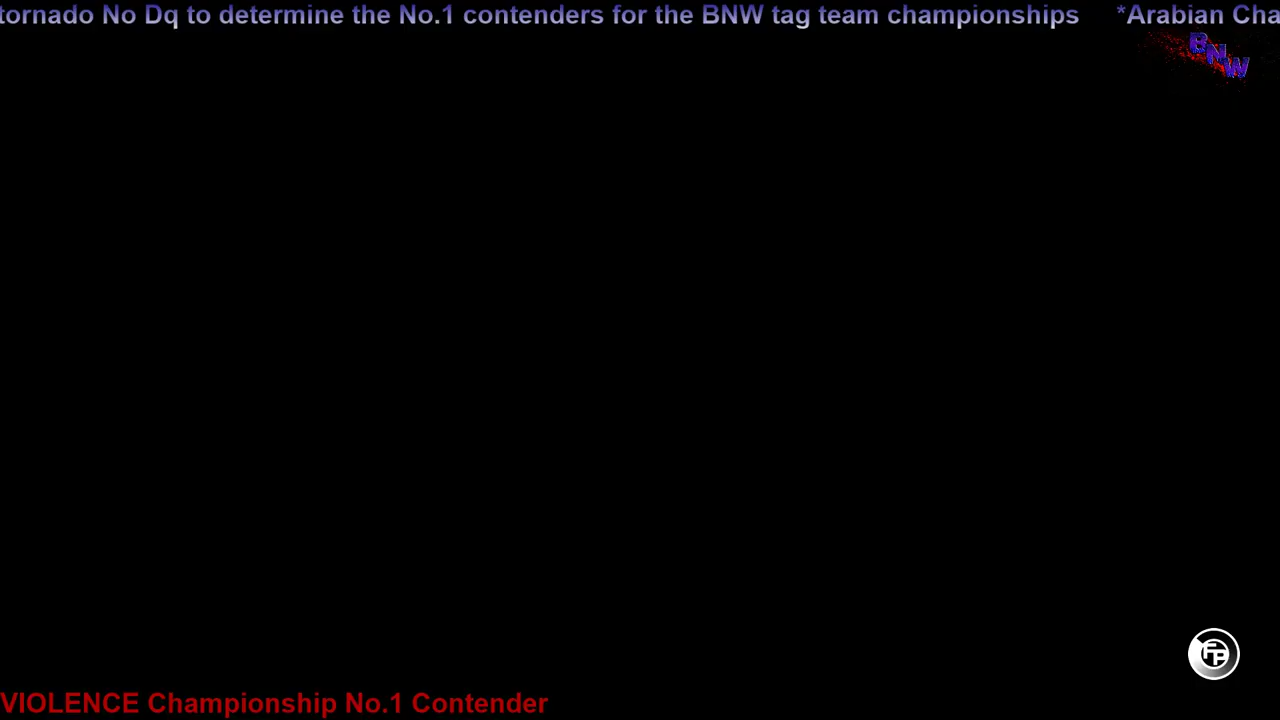 tornado No Dq to determine the No.1 contenders for the BNW tag team championships *Arabian Cha
BNW
FP
VIOLENCE Championship No.1 Contender